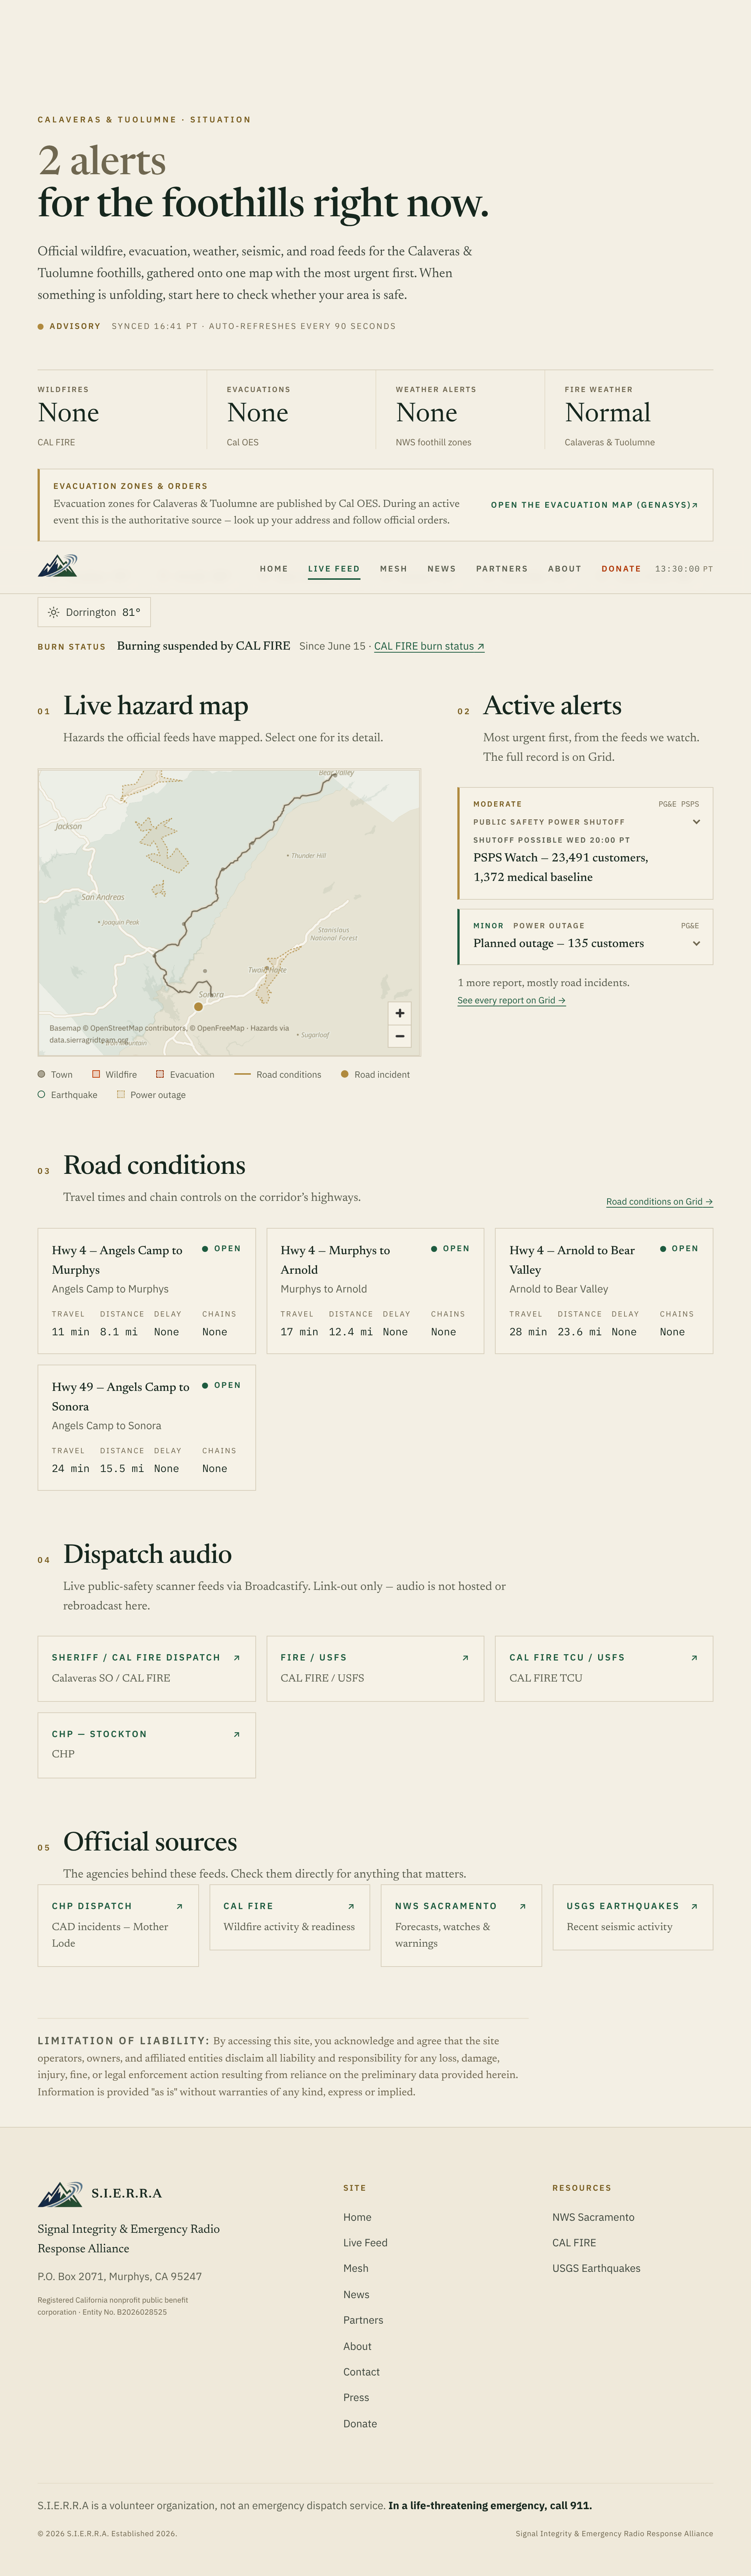 CALAVERAS & TUOLUMNE · SITUATION
2 alerts
for the foothills right now.
Official wildfire, evacuation, weather, seismic, and road feeds for the Calaveras &
Tuolumne foothills, gathered onto one map with the most urgent first. When
something is unfolding, start here to check whether your area is safe.
ADVISORY SYNCED 16:41 PT · AUTO-REFRESHES EVERY 90 SECONDS
WILDFIRES
None
CAL FIRE
EVACUATIONS
None
Cal OES
WEATHER ALERTS
None
NWS foothill zones
FIRE WEATHER
Normal
Calaveras & Tuolumne
EVACUATION ZONES & ORDERS
Evacuation zones for Calaveras & Tuolumne are published by Cal OES. During an active
event this is the authoritative source — look up your address and follow official orders.
OPEN THE EVACUATION MAP (GENASYS)↗
HOME LIVE FEED MESH NEWS PARTNERS ABOUT DONATE 13:30:00 PT
Dorrington 81°
BURN STATUS Burning suspended by CAL FIRE Since June 15 · CAL FIRE burn status ↗
01 Live hazard map
Hazards the official feeds have mapped. Select one for its detail.
Bear Valley
Jackson
Thunder Hill
San Andreas
Joaquin Peak
Stanislaus
National Forest
Twain Harte
Sonora
Sugarloaf
Basemap © OpenStreetMap contributors, © OpenFreeMap · Hazards via
data.sierragridteam.org
+
−
Town Wildfire Evacuation Road conditions Road incident
Earthquake Power outage
02 Active alerts
Most urgent first, from the feeds we watch.
The full record is on Grid.
MODERATE PG&E PSPS
PUBLIC SAFETY POWER SHUTOFF
SHUTOFF POSSIBLE WED 20:00 PT
PSPS Watch — 23,491 customers,
1,372 medical baseline
MINOR POWER OUTAGE PG&E
Planned outage — 135 customers
1 more report, mostly road incidents.
See every report on Grid →
03 Road conditions
Travel times and chain controls on the corridor's highways.
Road conditions on Grid →
Hwy 4 — Angels Camp to
Murphys
OPEN
Angels Camp to Murphys
TRAVEL DISTANCE DELAY CHAINS
11 min 8.1 mi None None
Hwy 4 — Murphys to
Arnold
OPEN
Murphys to Arnold
TRAVEL DISTANCE DELAY CHAINS
17 min 12.4 mi None None
Hwy 4 — Arnold to Bear
Valley
OPEN
Arnold to Bear Valley
TRAVEL DISTANCE DELAY CHAINS
28 min 23.6 mi None None
Hwy 49 — Angels Camp to
Sonora
OPEN
Angels Camp to Sonora
TRAVEL DISTANCE DELAY CHAINS
24 min 15.5 mi None None
04 Dispatch audio
Live public-safety scanner feeds via Broadcastify. Link-out only — audio is not hosted or
rebroadcast here.
SHERIFF / CAL FIRE DISPATCH ↗
Calaveras SO / CAL FIRE
FIRE / USFS ↗
CAL FIRE / USFS
CAL FIRE TCU / USFS ↗
CAL FIRE TCU
CHP — STOCKTON ↗
CHP
05 Official sources
The agencies behind these feeds. Check them directly for anything that matters.
CHP DISPATCH ↗
CAD incidents — Mother
Lode
CAL FIRE ↗
Wildfire activity & readiness
NWS SACRAMENTO ↗
Forecasts, watches &
warnings
USGS EARTHQUAKES ↗
Recent seismic activity
LIMITATION OF LIABILITY: By accessing this site, you acknowledge and agree that the site
operators, owners, and affiliated entities disclaim all liability and responsibility for any loss, damage,
injury, fine, or legal enforcement action resulting from reliance on the preliminary data provided herein.
Information is provided "as is" without warranties of any kind, express or implied.
S.I.E.R.R.A
Signal Integrity & Emergency Radio
Response Alliance
P.O. Box 2071, Murphys, CA 95247
Registered California nonprofit public benefit
corporation · Entity No. B2026028525
SITE
Home
Live Feed
Mesh
News
Partners
About
Contact
Press
Donate
RESOURCES
NWS Sacramento
CAL FIRE
USGS Earthquakes
S.I.E.R.R.A is a volunteer organization, not an emergency dispatch service. In a life-threatening emergency, call 911.
© 2026 S.I.E.R.R.A. Established 2026.
Signal Integrity & Emergency Radio Response Alliance